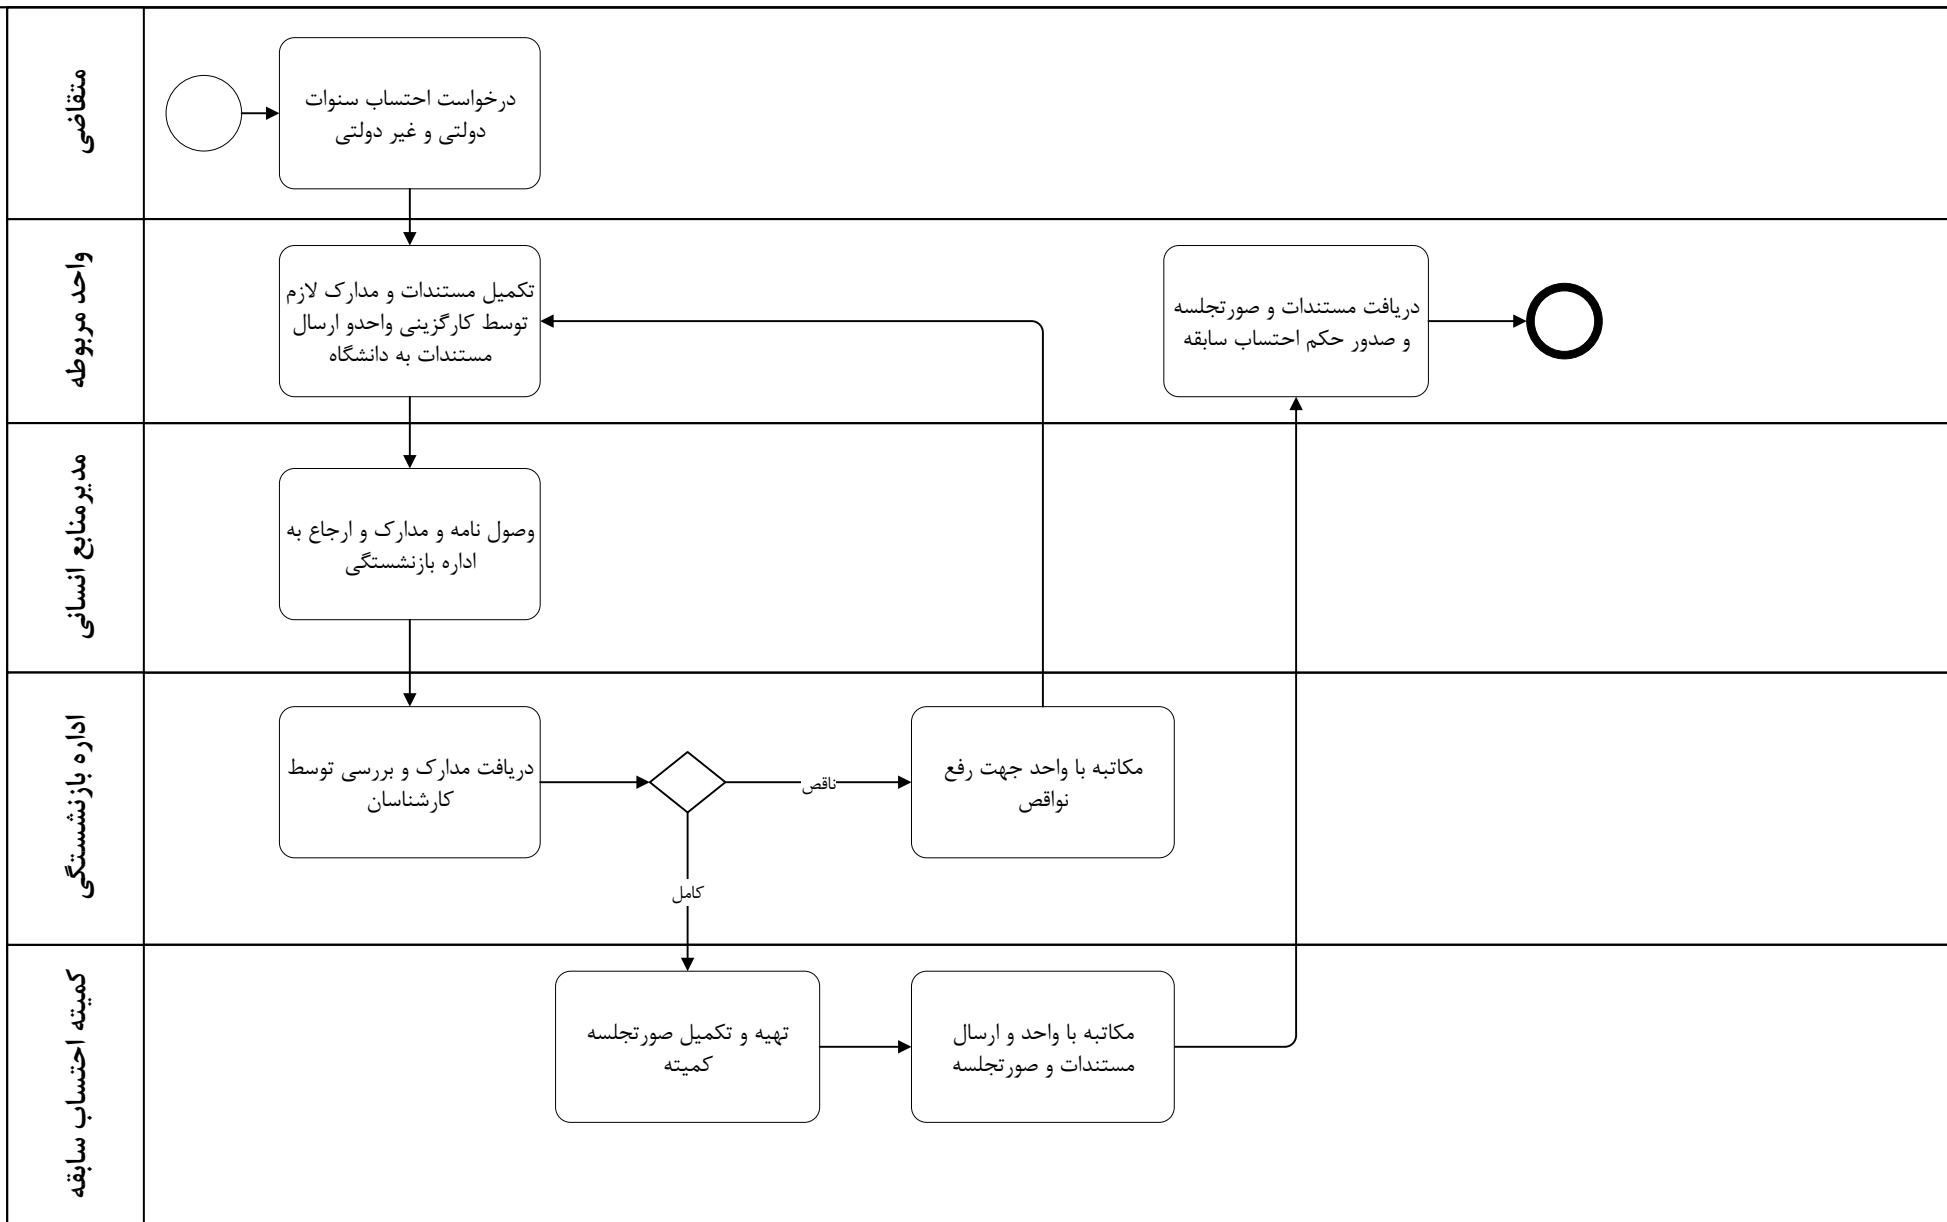 متقاضی
درخواست احتساب سنوات
دولتی و غیر دولتی
واحد مربوطه
تکمیل مستندات و مدارک لازم
توسط کارگزینی واحدو ارسال
مستندات به دانشگاه
دریافت مستندات و صورتجلسه
و صدور حکم احتساب سابقه
مدیرمنابع انسانی
وصول نامه و مدارک و ارجاع به
اداره بازنشستگی
اداره بازنشستگی
دریافت مدارک و بررسی توسط
کارشناسان
ناقص
مکاتبه با واحد جهت رفع
نواقص
کامل
کمیته احتساب سابقه
تهیه و تکمیل صورتجلسه
کمیته
مکاتبه با واحد و ارسال
مستندات و صورتجلسه